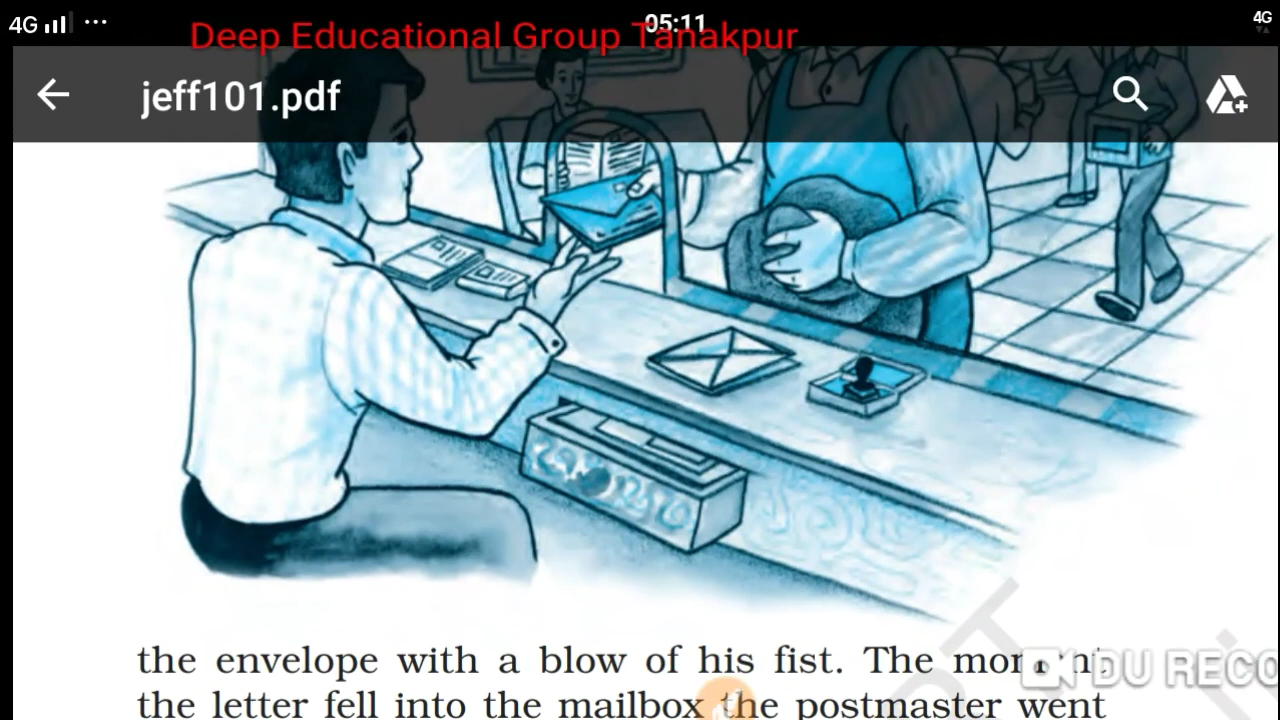 4G ... 05:11 4G
Deep Educational Group Tanakpur
jeff101.pdf
the envelope with a blow of his fist. The
DU RECO
the letter fell into the mailbox the postmaster went